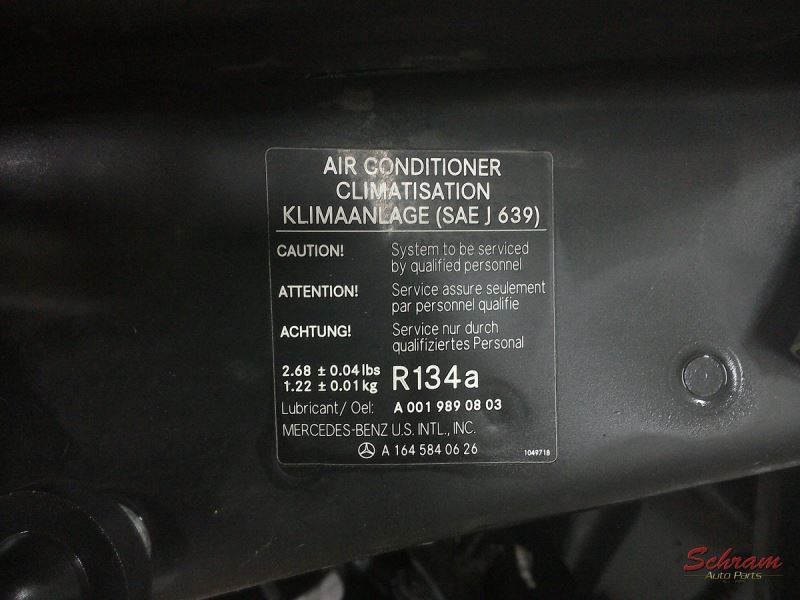 AIR CONDITIONER
CLIMATISATION
KLIMAANLAGE (SAE J 639)
CAUTION! System to be serviced
by qualified personnel
ATTENTION! Service assure seulement
par personnel qualifie
ACHTUNG! Service nur durch
qualifiziertes Personal
2.68 ± 0.04 lbs R134a
1.22 ± 0.01 kg
Lubricant/ Oel: A 001 989 08 03
MERCEDES-BENZ U.S. INTL., INC.
A 164 584 06 26 1049718
Schram
Auto Parts